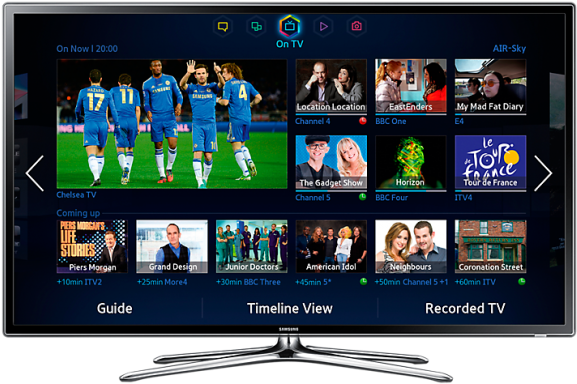 On TV
On Now | 20:00
AIR-Sky
HAZARD
17
11
SAMSUNG
4
Chelsea TV
Location Location
Channel 4
EastEnders
BBC One
My Mad Fat Diary
E4
The Gadget Show
Channel 5
Horizon
BBC Four
LE TOUR
de
FRANCE
Tour de France
ITV4
Coming up
PIERS MORGAN'S
LIFE
STORIES
Piers Morgan
+10min ITV2
Grand Design
+25min More4
Junior Doctors
+30min BBC Three
American Idol
+45min 5*
Neighbours
+50min Channel 5 +1
Coronation Street
+60min ITV
Guide
Timeline View
Recorded TV
SAMSUNG